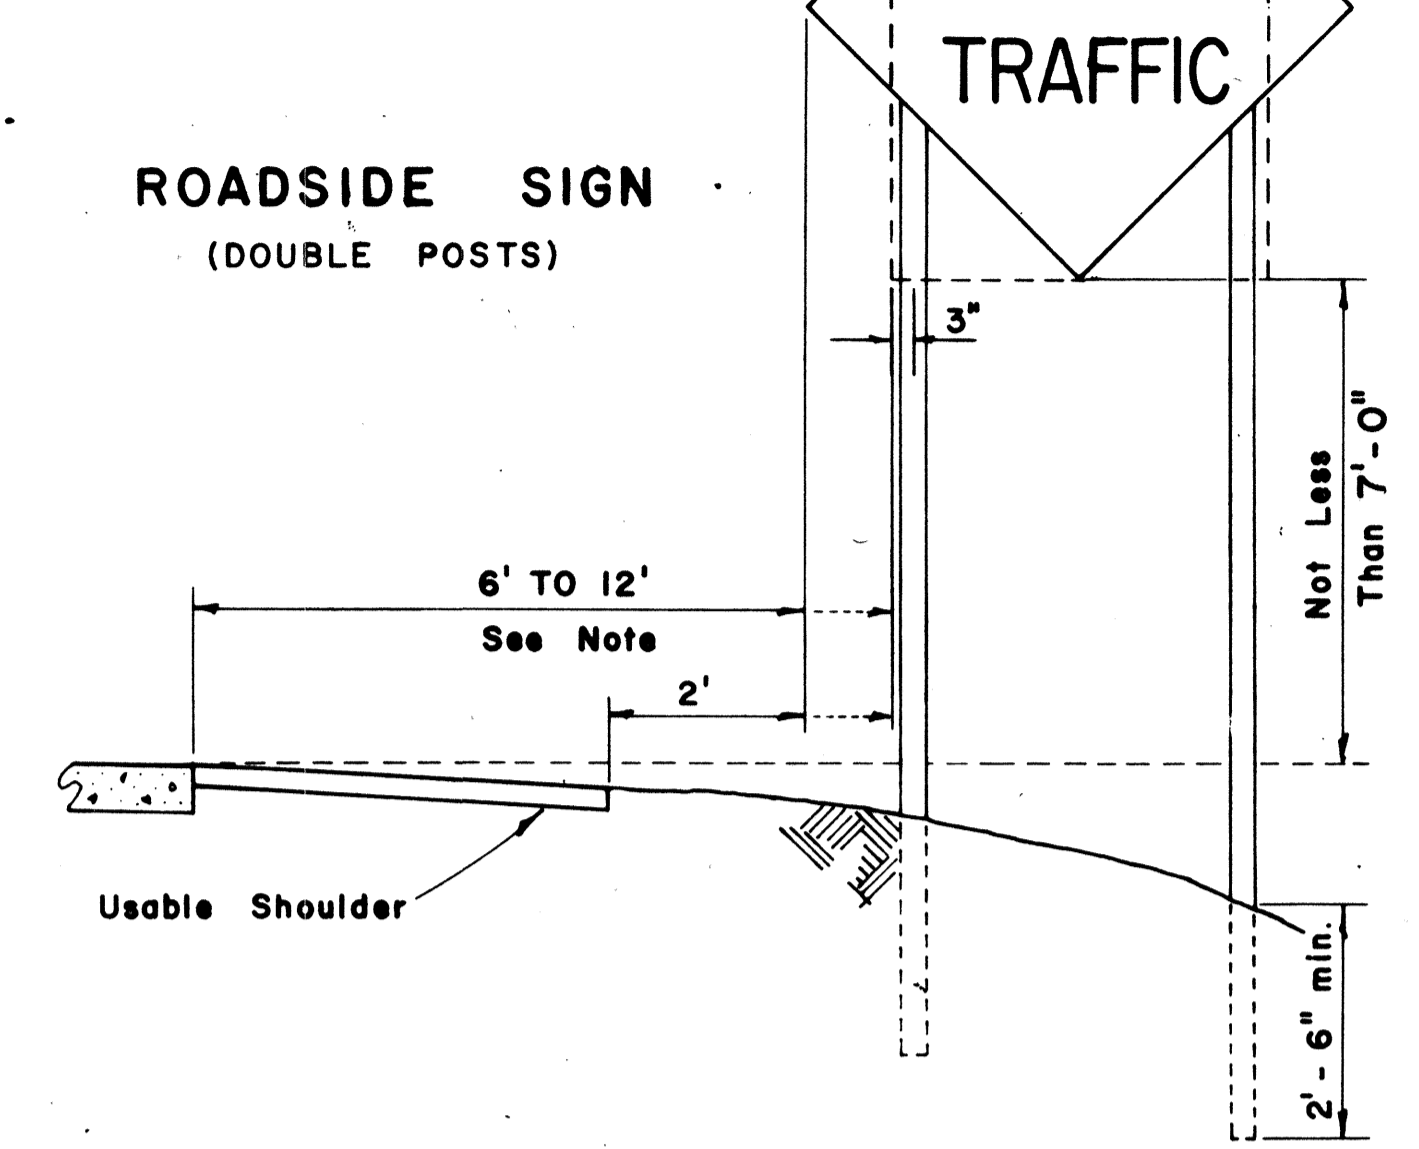 TRAFFIC
ROADSIDE SIGN
(DOUBLE POSTS)
3"
Not Less
Than 7'-0"
6' TO 12'
See Note
2'
Usable Shoulder
2'-6" min.